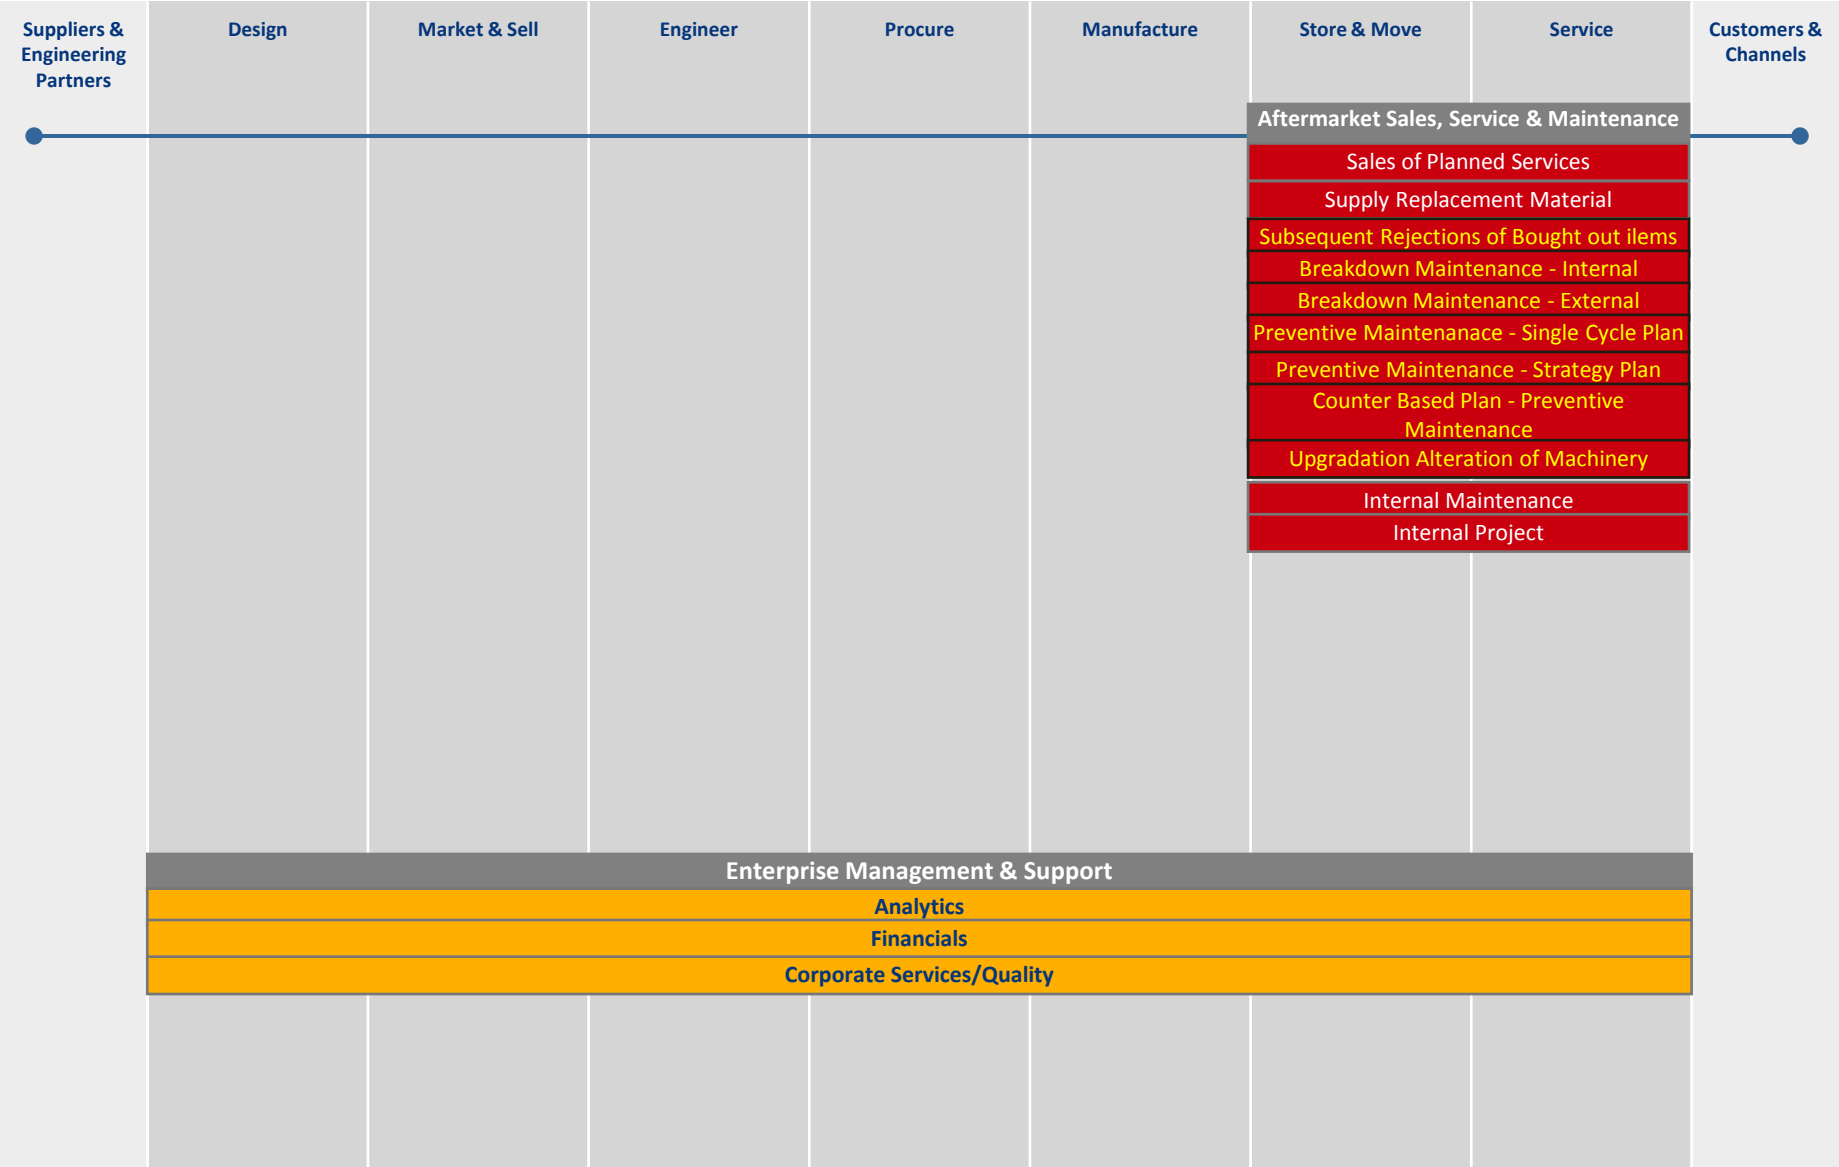 Suppliers &
Engineering
Partners
Design
Market & Sell
Engineer
Procure
Manufacture
Store & Move
Service
Customers &
Channels
Aftermarket Sales, Service & Maintenance
Sales of Planned Services
Supply Replacement Material
Subsequent Rejections of Bought out ilems
Breakdown Maintenance - Internal
Breakdown Maintenance - External
Preventive Maintenanace - Single Cycle Plan
Preventive Maintenance - Strategy Plan
Counter Based Plan - Preventive
Maintenance
Upgradation Alteration of Machinery
Internal Maintenance
Internal Project
Enterprise Management & Support
Analytics
Financials
Corporate Services/Quality